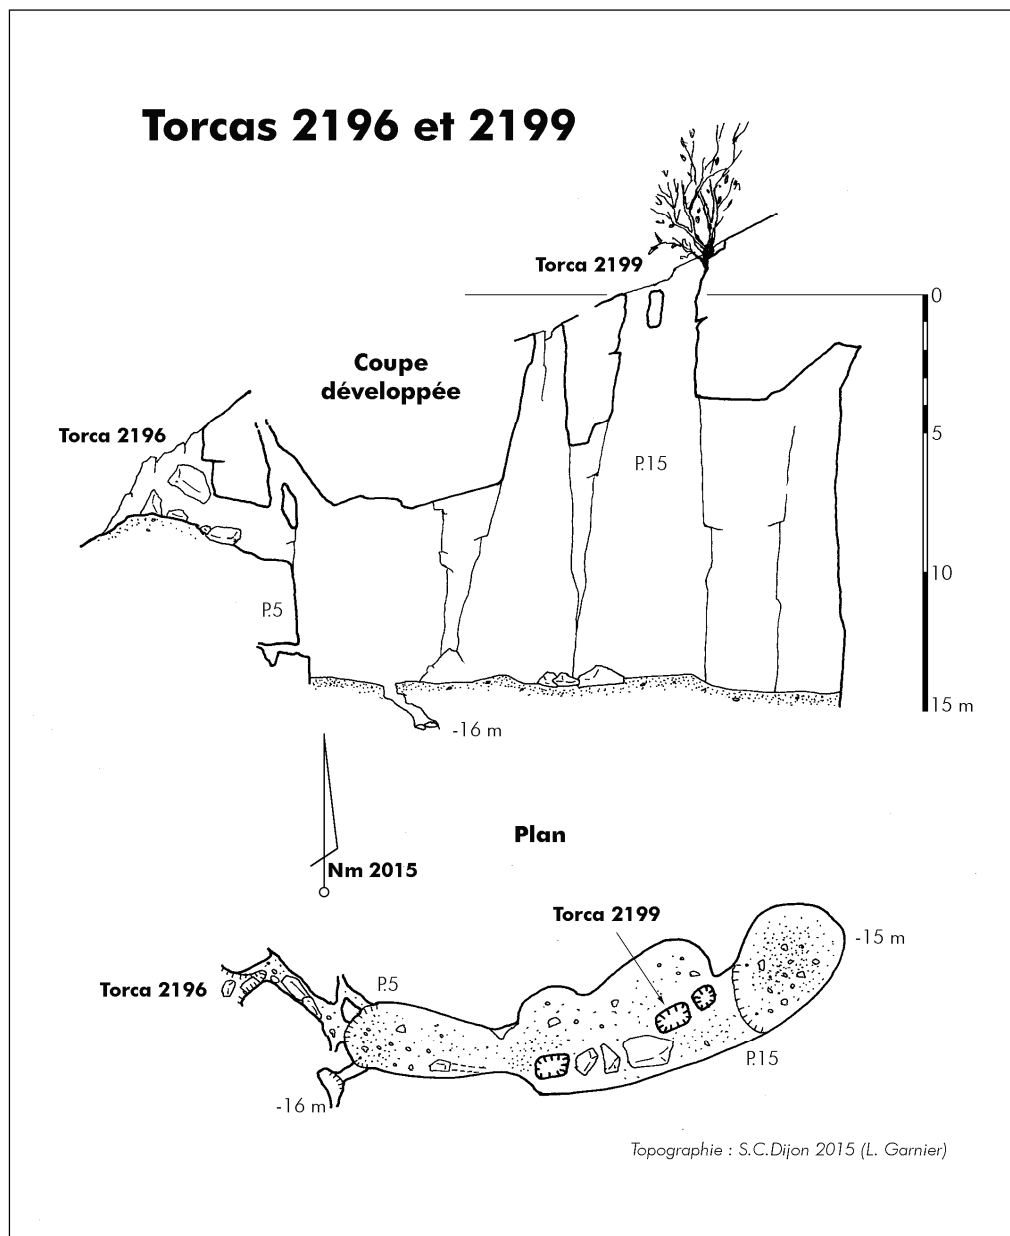 Torcas 2196 et 2199
Torca 2199
0
Coupe
développée
Torca 2196
5
P.15
10
P.5
15 m
-16 m
Plan
Nm 2015
Torca 2199
-15 m
P.5
Torca 2196
P.15
-16 m
Topographie : S.C.Dijon 2015 (L. Garnier)